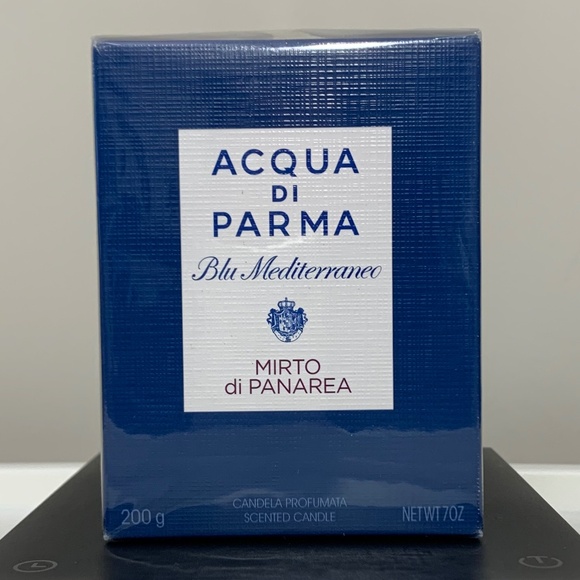 ACQUA
DI
PARMA
Blu Mediterraneo
MIRTO
di PANAREA
CANDELA PROFUMATA
200 g SCENTED CANDLE NET WT 7OZ
T